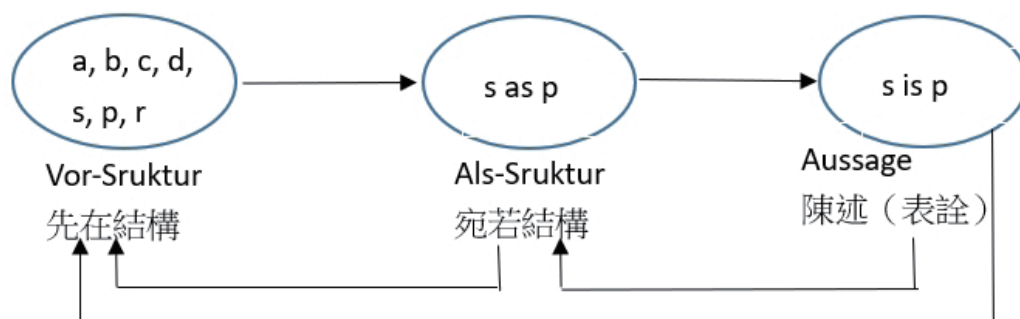 a, b, c, d,
s, p, r
Vor-Sruktur
先在結構
s as p
Als-Sruktur
宛若結構
s is p
Aussage
陳述（表詮）